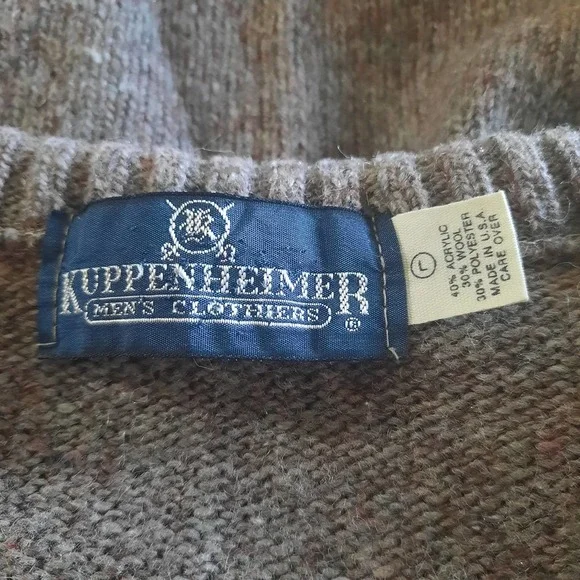 K
KUPPENHEIMER
MEN'S CLOTHIERS
®
L
40% ACRYLIC
30% WOOL
30% POLYESTER
MADE IN U.S.A
CARE OVER